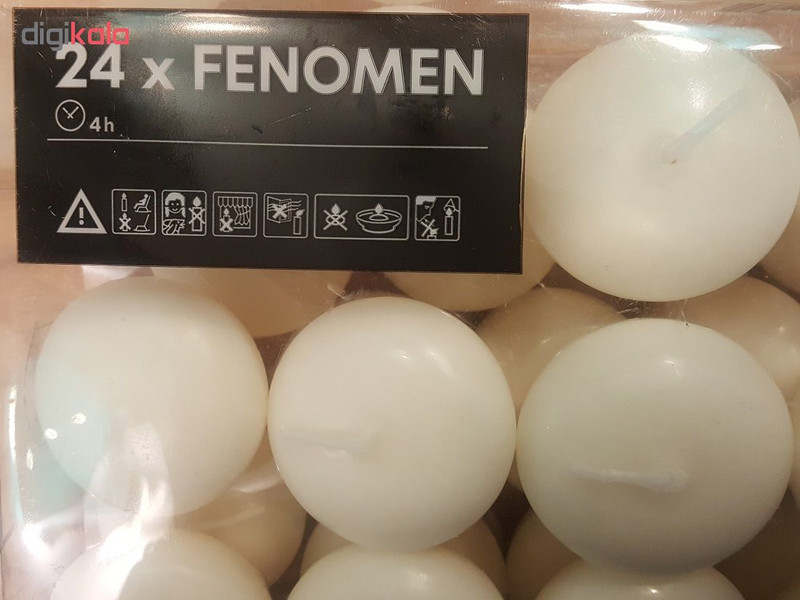 digikala
24 x FENOMEN
4h